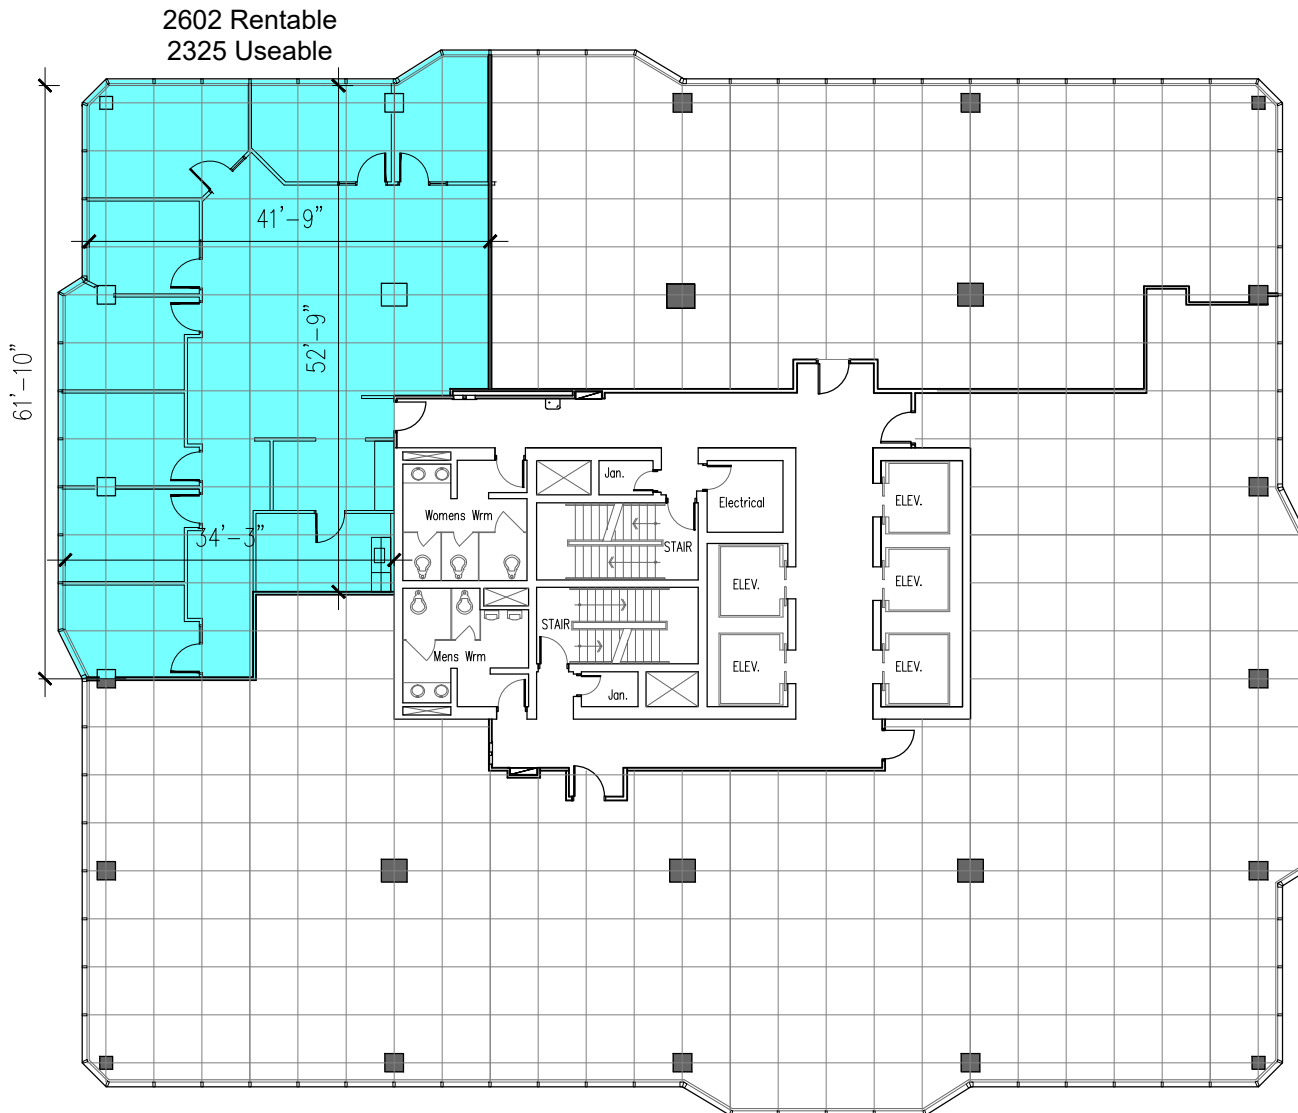 2602 Rentable
2325 Useable
41'-9"
52'-9"
61'-10"
34'-3"
Jan.
Electrical
ELEV.
Womens Wrm
STAIR
ELEV.
ELEV.
STAIR
Mens Wrm
ELEV.
ELEV.
Jan.